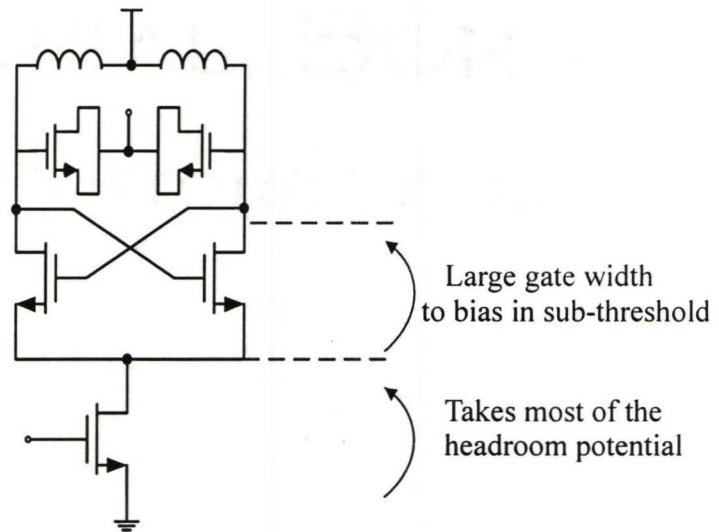 Large gate width
to bias in sub-threshold
Takes most of the
headroom potential